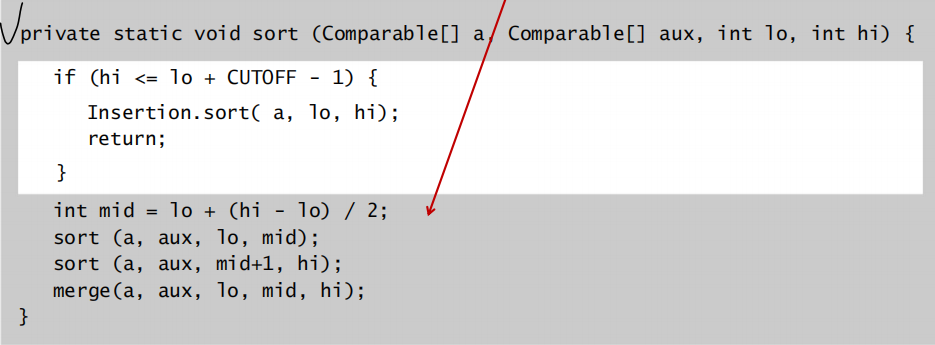 private static void sort (Comparable[] a, Comparable[] aux, int lo, int hi) {
if (hi <= lo + CUTOFF - 1) {
Insertion.sort( a, lo, hi);
return;
}
int mid = lo + (hi - lo) / 2;
sort (a, aux, lo, mid);
sort (a, aux, mid+1, hi);
merge(a, aux, lo, mid, hi);
}